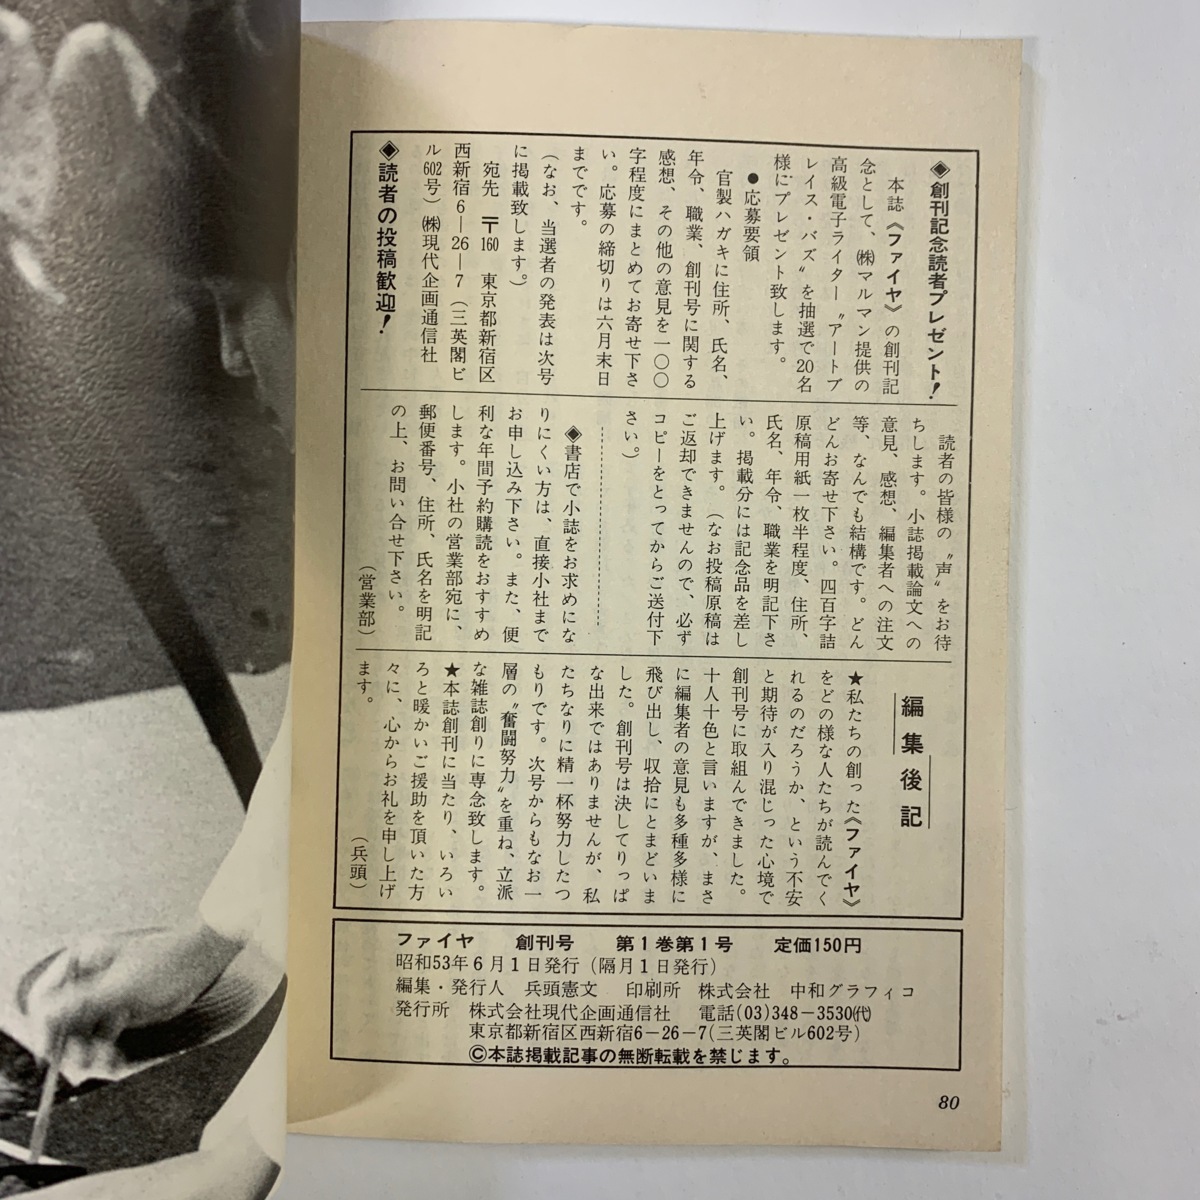 ◈創刊記念読者プレゼント！
本誌《ファイヤ》の創刊記
念として、㈱マルマン提供の
高級電子ライター〝アートプ
レイス・バズ〟を抽選で20名
様にプレゼント致します。
●応募要領
官製ハガキに住所、氏名、
年令、職業、創刊号に関する
感想、その他の意見を一〇〇
字程度にまとめてお寄せ下さ
い。応募の締切りは六月末日
までです。
（なお、当選者の発表は次号
に掲載致します。）
宛先　〒160　東京都新宿区
西新宿6―26―7（三英閣ビ
ル602号）㈱現代企画通信社
◈読者の投稿歓迎！
読者の皆様の〝声〟をお待
ちします。小誌掲載論文への
意見、感想、編集者への注文
等、なんでも結構です。どん
どんお寄せ下さい。四百字詰
原稿用紙一枚半程度、住所、
氏名、年令、職業を明記下さ
い。掲載分には記念品を差し
上げます。（なお投稿原稿は
ご返却できませんので、必ず
コピーをとってからご送付下
さい。）
◈書店で小誌をお求めにな
りにくい方は、直接小社まで
お申し込み下さい。また、便
利な年間予約購読をおすすめ
します。小社の営業部宛に、
郵便番号、住所、氏名を明記
の上、お問い合せ下さい。
（営業部）
編集後記
★私たちの創った《ファイヤ》
をどの様な人たちが読んでく
れるのだろうか、という不安
と期待が入り混じった心境で
創刊号に取組んできました。
十人十色と言いますが、まさ
に編集者の意見も多種多様に
飛び出し、収拾にとまどいま
した。創刊号は決してりっぱ
な出来ではありませんが、私
たちなりに精一杯努力したつ
もりです。次号からもなお一
層の〝奮闘努力〟を重ね、立派
な雑誌創りに専念致します。
★本誌創刊に当たり、いろい
ろと暖かいご援助を頂いた方
々に、心からお礼を申し上げ
ます。
（兵頭）
ファイヤ　創刊号　第1巻第1号　定価150円
昭和53年6月1日発行（隔月1日発行）
編集・発行人　兵頭憲文　印刷所　株式会社　中和グラフィコ
発行所　株式会社現代企画通信社　電話(03)348－3530㈹
東京都新宿区西新宿6－26－7(三英閣ビル602号)
©本誌掲載記事の無断転載を禁じます。
80